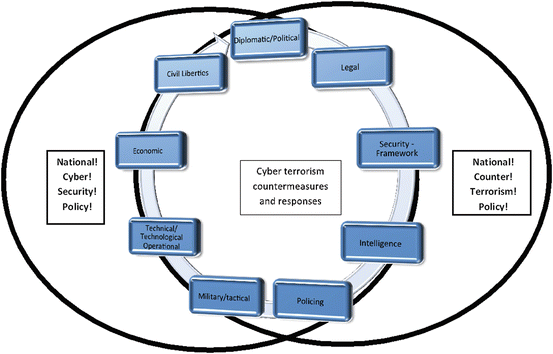 Diplomatic/Political
Civil Liberties
Legal
Economic
Security -
Framework
National!
Cyber!
Security!
Policy!
Cyber terrorism
countermeasures
and responses
National!
Counter!
Terrorism!
Policy!
Technical/
Technological
Operational
Intelligence
Military/tactical
Policing